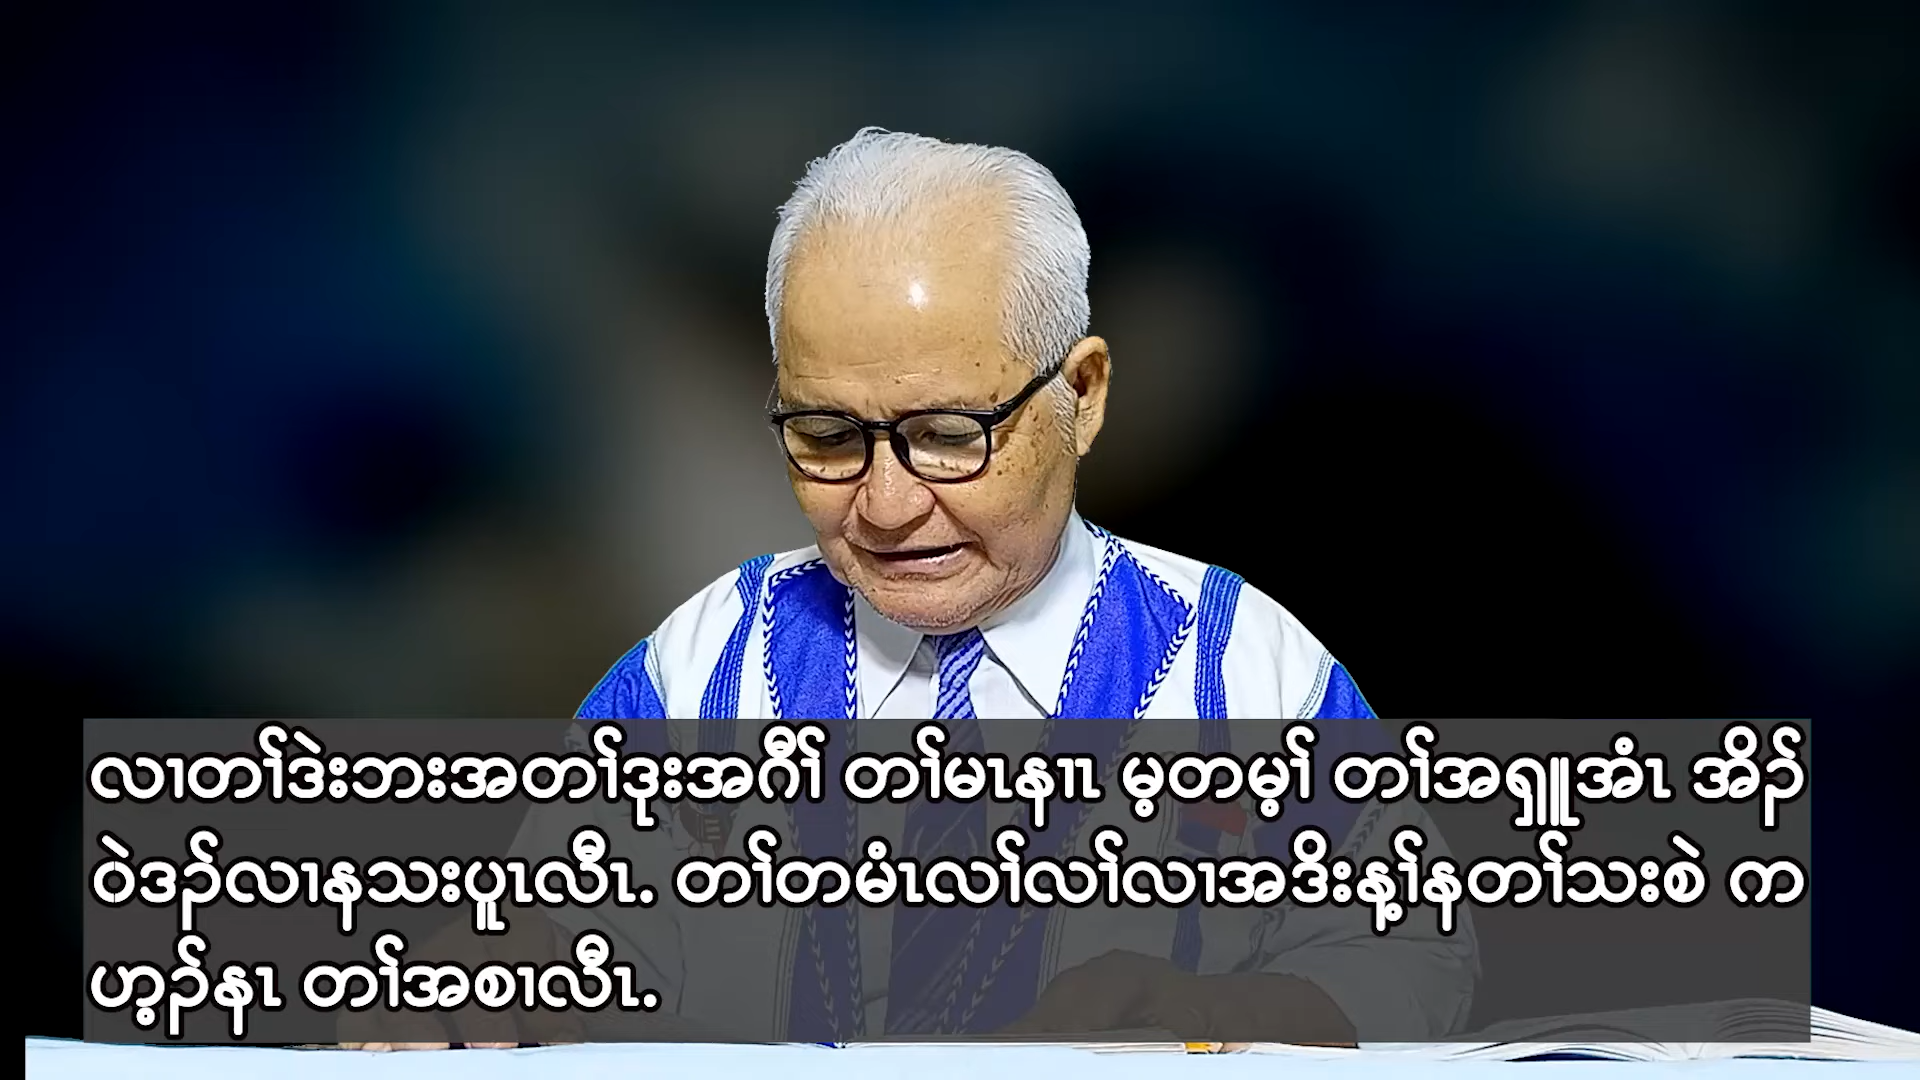 လၢတၢ်ဒဲးဘးအတၢ်ဒုးအဂီၢ် တၢ်မၤနၢၤ မ့တမ့ၢ် တၢ်အရှူအံၤ အိၣ်
ဝဲဒၣ်လၢနသးပူၤလီၤ. တၢ်တမံၤလၢ်လၢ်လၢအဒိးန့ၢ်နတၢ်သးစဲ က
ဟ့ၣ်နၤ တၢ်အစၢလီၤ.